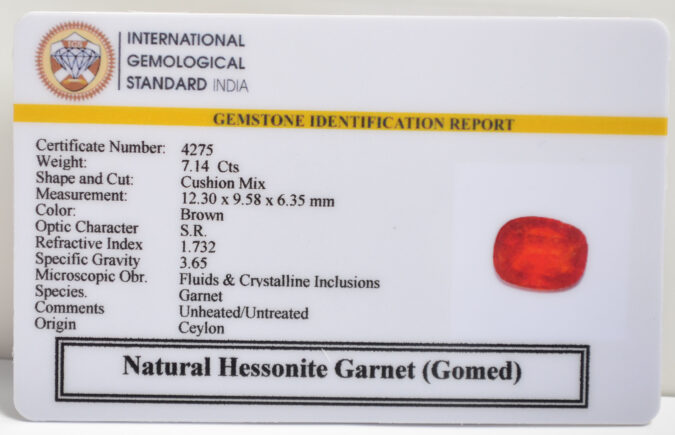 IGS
INTERNATIONAL
GEMOLOGICAL
STANDARD INDIA
GEMSTONE IDENTIFICATION REPORT
Certificate Number: 4275
Weight: 7.14 Cts
Shape and Cut: Cushion Mix
Measurement: 12.30 x 9.58 x 6.35 mm
Color: Brown
Optic Character S.R.
Refractive Index 1.732
Specific Gravity 3.65
Microscopic Obr. Fluids & Crystalline Inclusions
Species. Garnet
Comments Unheated/Untreated
Origin Ceylon
Natural Hessonite Garnet (Gomed)